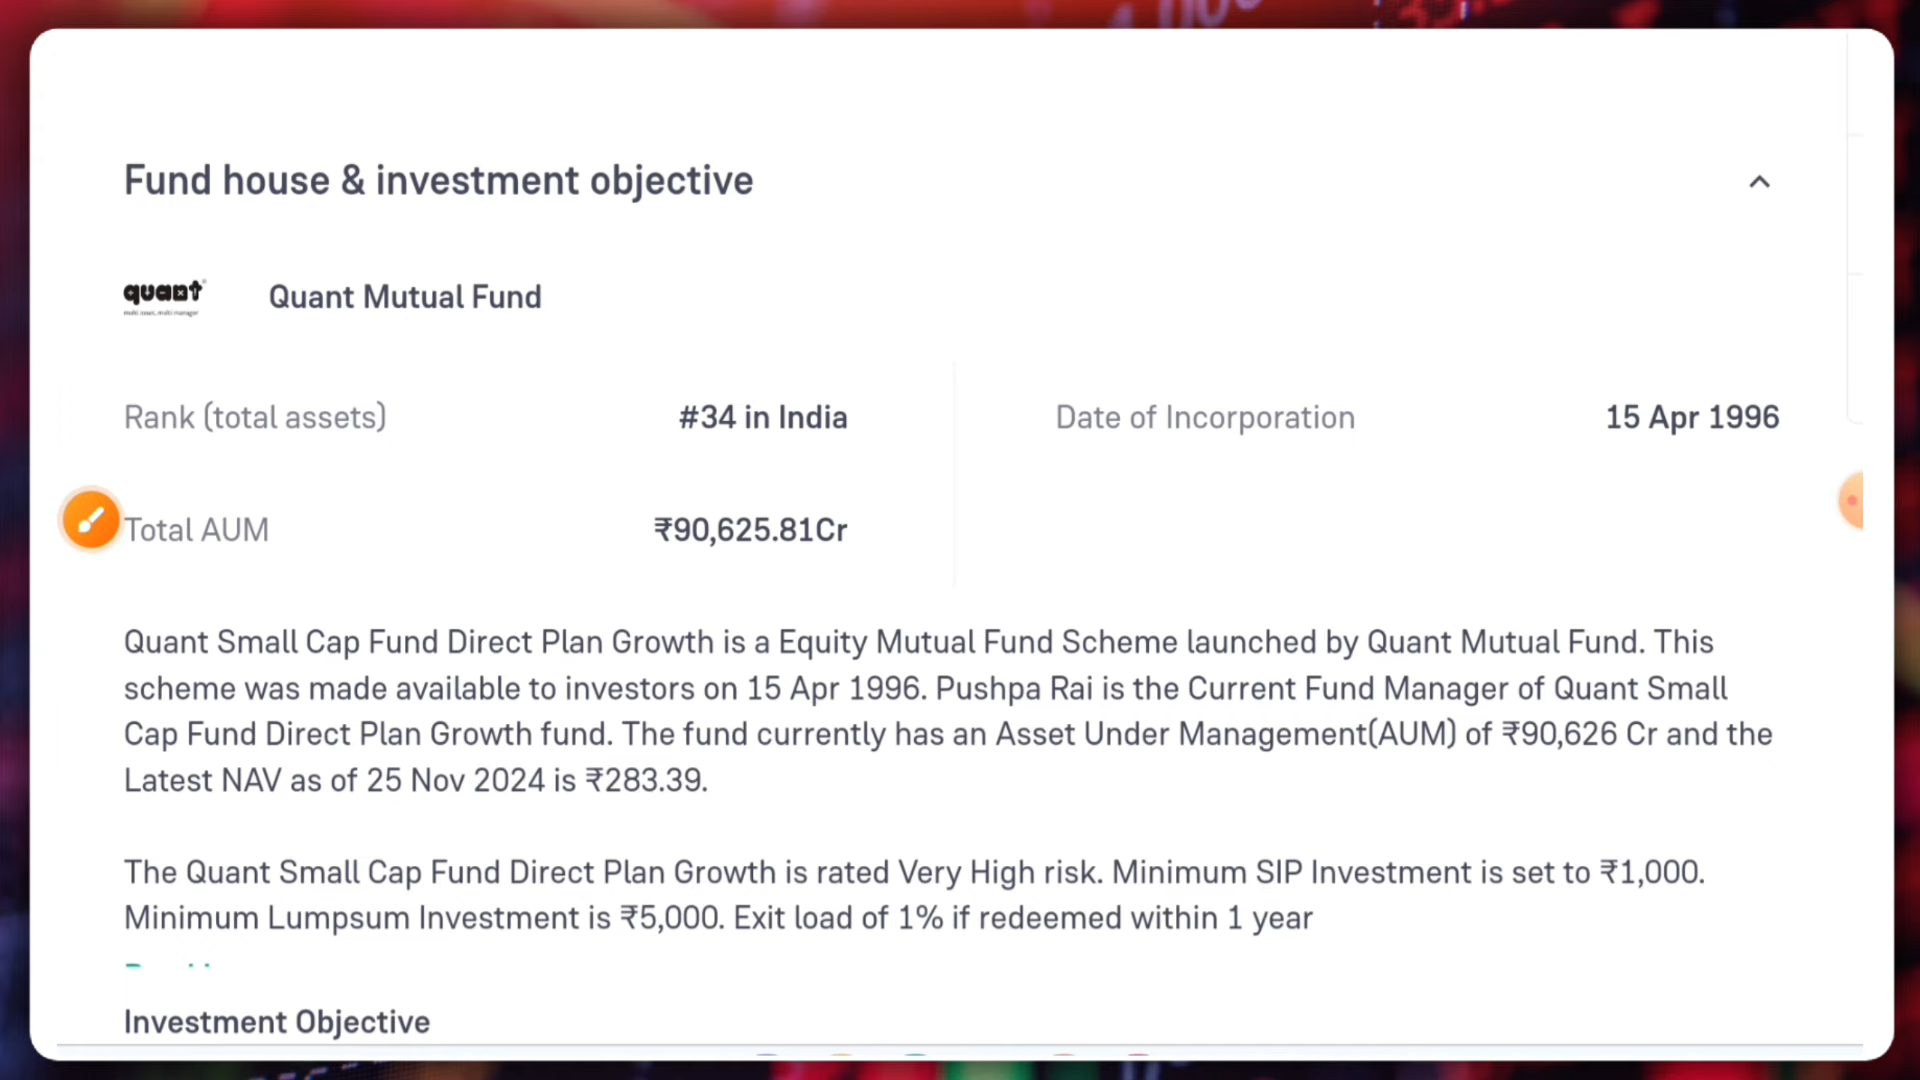 Fund house & investment objective
quant
Quant Mutual Fund
Rank (total assets) #34 in India Date of Incorporation 15 Apr 1996
Total AUM ₹90,625.81Cr
Quant Small Cap Fund Direct Plan Growth is a Equity Mutual Fund Scheme launched by Quant Mutual Fund. This
scheme was made available to investors on 15 Apr 1996. Pushpa Rai is the Current Fund Manager of Quant Small
Cap Fund Direct Plan Growth fund. The fund currently has an Asset Under Management(AUM) of ₹90,626 Cr and the
Latest NAV as of 25 Nov 2024 is ₹283.39.
The Quant Small Cap Fund Direct Plan Growth is rated Very High risk. Minimum SIP Investment is set to ₹1,000.
Minimum Lumpsum Investment is ₹5,000. Exit load of 1% if redeemed within 1 year
Investment Objective